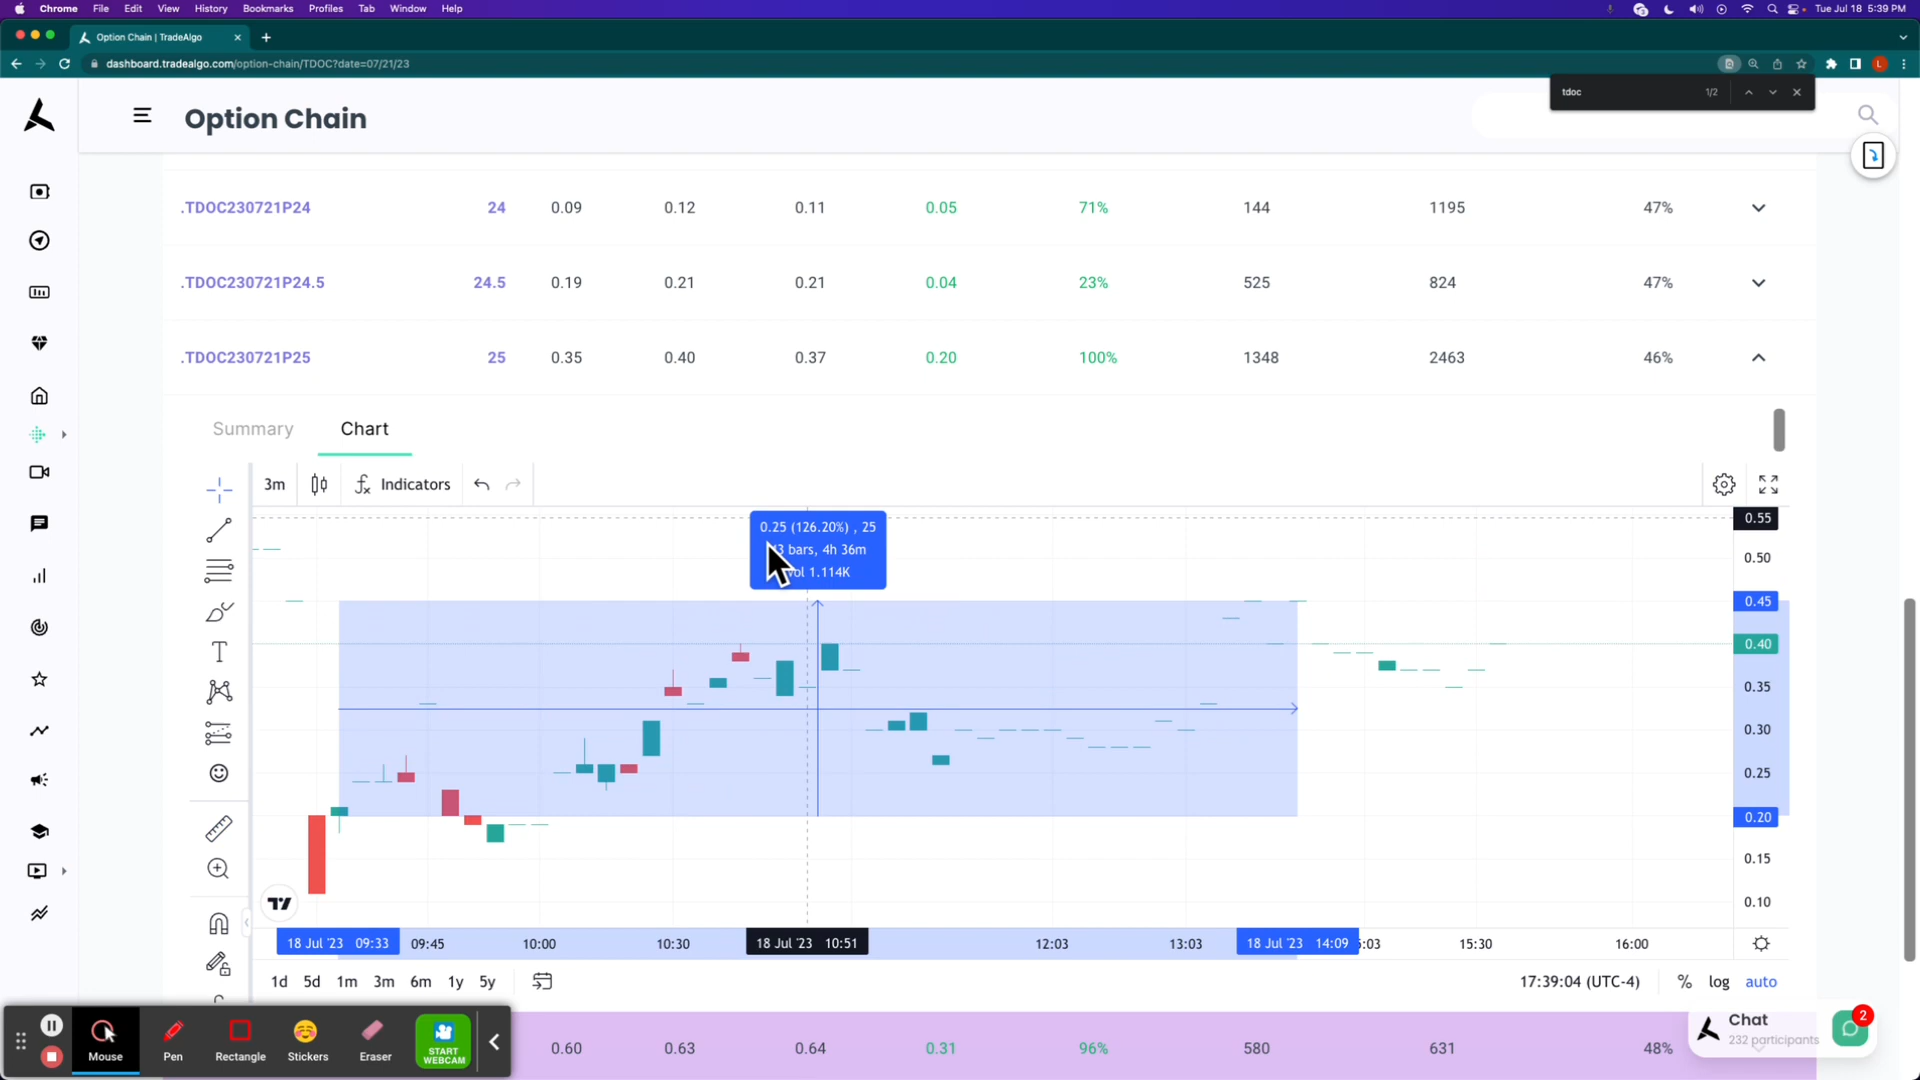 Chrome File Edit View History Bookmarks Profiles Tab Window Help Tue Jul 18 5:39 PM
Option Chain | TradeAlgo
dashboard.tradealgo.com/option-chain/TDOC?date=07/21/23 L
tdoc 1/2
Option Chain
.TDOC230721P24 24 0.09 0.12 0.11 0.05 71% 144 1195 47%
.TDOC230721P24.5 24.5 0.19 0.21 0.21 0.04 23% 525 824 47%
.TDOC230721P25 25 0.35 0.40 0.37 0.20 100% 1348 2463 46%
Summary Chart
3m Indicators
0.55
0.25 (126.20%) , 25
bars, 4h 36m
vol 1.114K
0.50
0.45
0.40
0.35
0.30
0.25
0.20
0.15
0.10
18 Jul '23 09:33 09:45 10:00 10:30 18 Jul '23 10:51 12:03 13:03 18 Jul '23 14:09 5:03 15:30 16:00
1d 5d 1m 3m 6m 1y 5y 17:39:04 (UTC-4) % log auto
Mouse Pen Rectangle Stickers Eraser START WEBCAM
0.60 0.63 0.64 0.31 96% 580 631 48%
Chat 2
232 participants